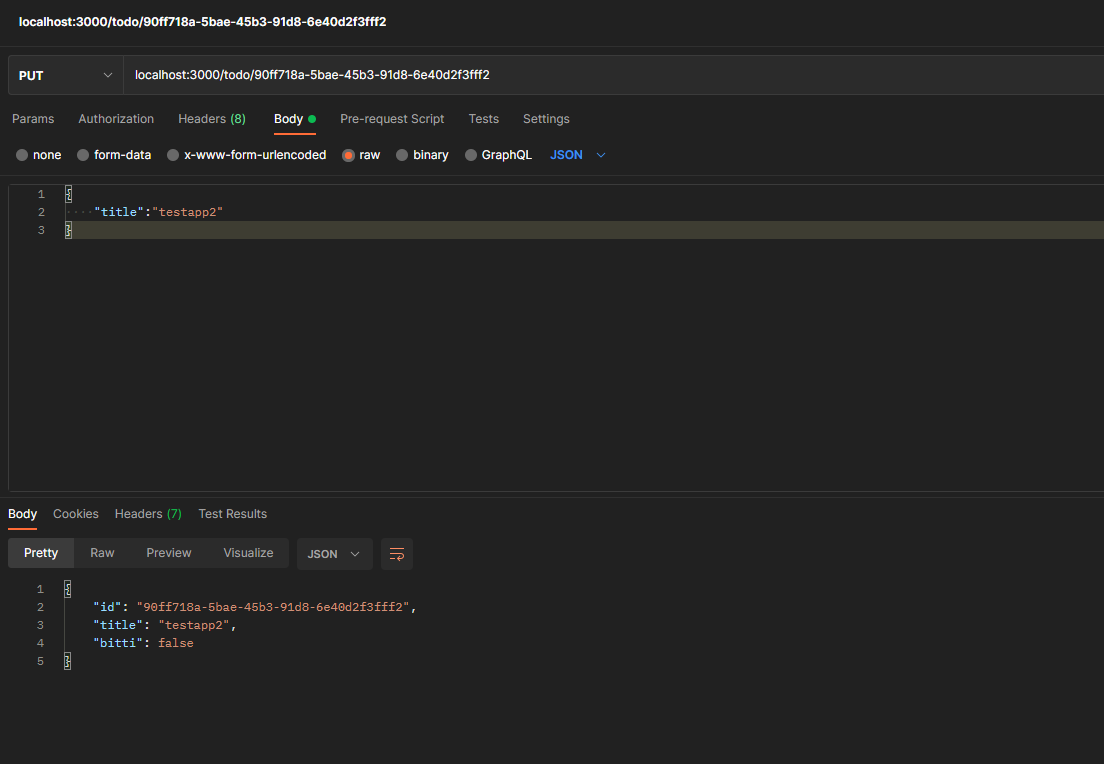 localhost:3000/todo/90ff718a-5bae-45b3-91d8-6e40d2f3fff2
PUT localhost:3000/todo/90ff718a-5bae-45b3-91d8-6e40d2f3fff2
Params Authorization Headers (8) Body Pre-request Script Tests Settings
none form-data x-www-form-urlencoded raw binary GraphQL JSON
1 {
2 ····"title":"testapp2"
3 }
Body Cookies Headers (7) Test Results
Pretty Raw Preview Visualize JSON
1 {
2 "id": "90ff718a-5bae-45b3-91d8-6e40d2f3fff2",
3 "title": "testapp2",
4 "bitti": false
5 }